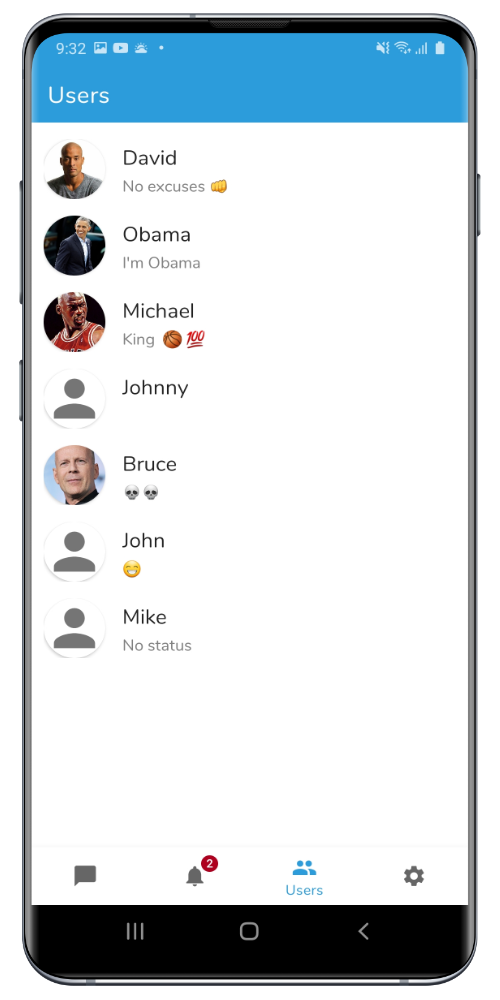 9:32
Users
David
No excuses 👊
Obama
I'm Obama
Michael
King 🏀 💯
Johnny
Bruce
💀💀
John
😁
Mike
No status
2
Users